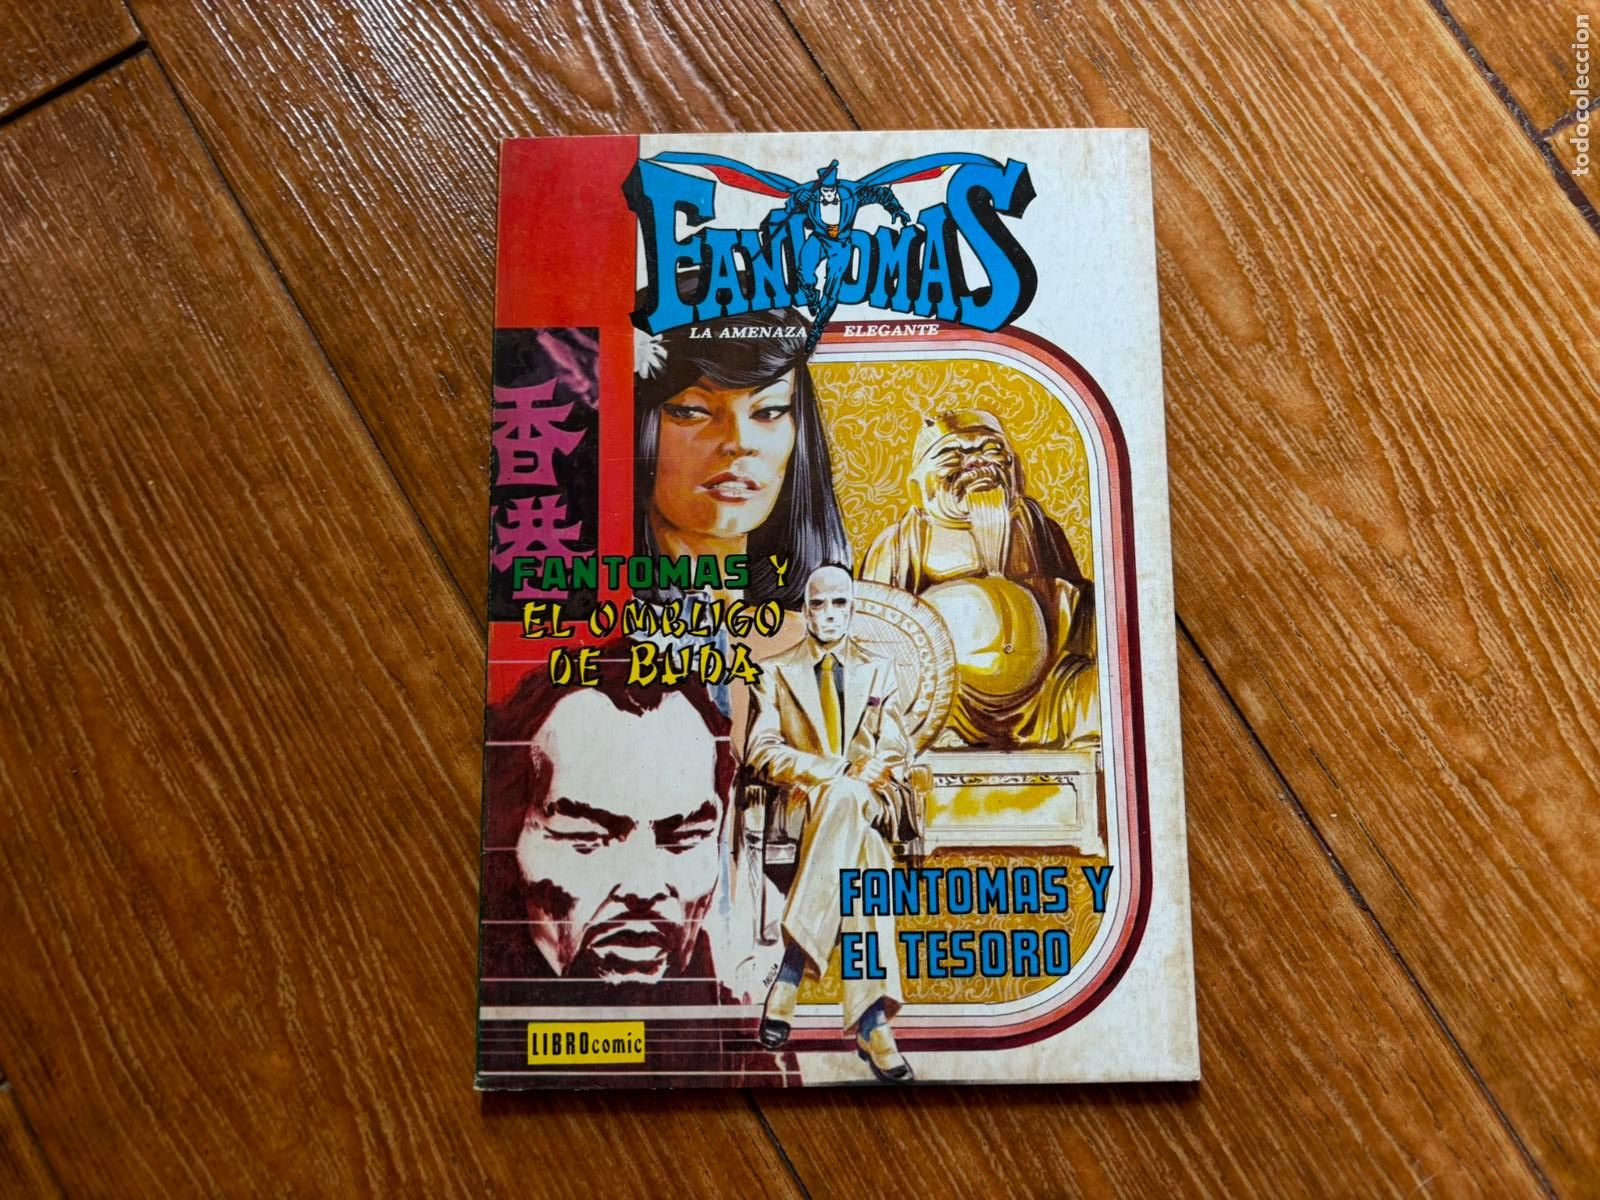 FANTOMAS
LA AMENAZA ELEGANTE
香
港
FANTOMAS Y
EL OMBLIGO
DE BUDA
FANTOMAS Y
EL TESORO
LIBROcomic
todocoleccion